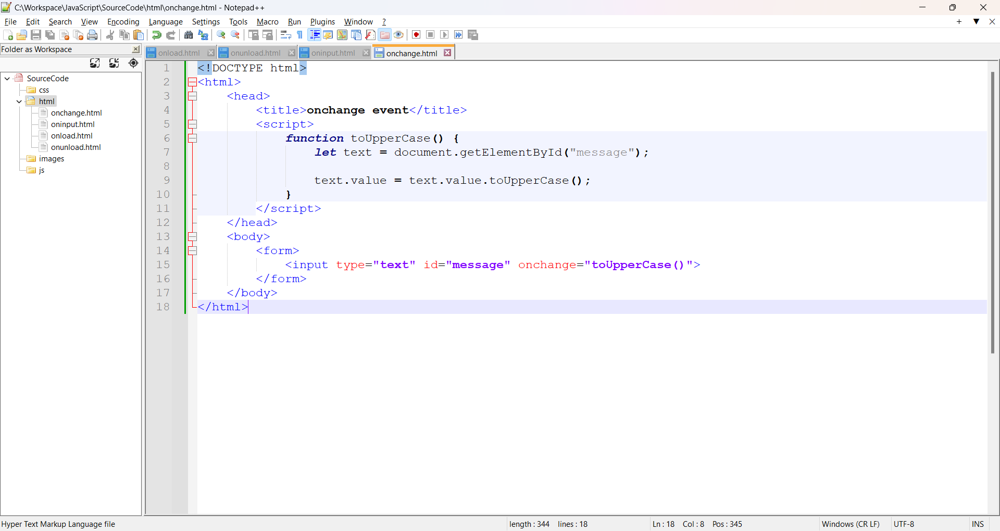 C:\Workspace\JavaScript\SourceCode\html\onchange.html - Notepad++
File Edit Search View Encoding Language Settings Tools Macro Run Plugins Window ?
Folder as Workspace
onload.html onunload.html oninput.html onchange.html
SourceCode
css
html
onchange.html
oninput.html
onload.html
onunload.html
images
js
1 <!DOCTYPE html>
2 <html>
3 <head>
4 <title>onchange event</title>
5 <script>
6 function toUpperCase() {
7 let text = document.getElementById("message");
8
9 text.value = text.value.toUpperCase();
10 }
11 </script>
12 </head>
13 <body>
14 <form>
15 <input type="text" id="message" onchange="toUpperCase()">
16 </form>
17 </body>
18 </html>
Hyper Text Markup Language file length : 344 lines : 18 Ln : 18 Col : 8 Pos : 345 Windows (CR LF) UTF-8 INS